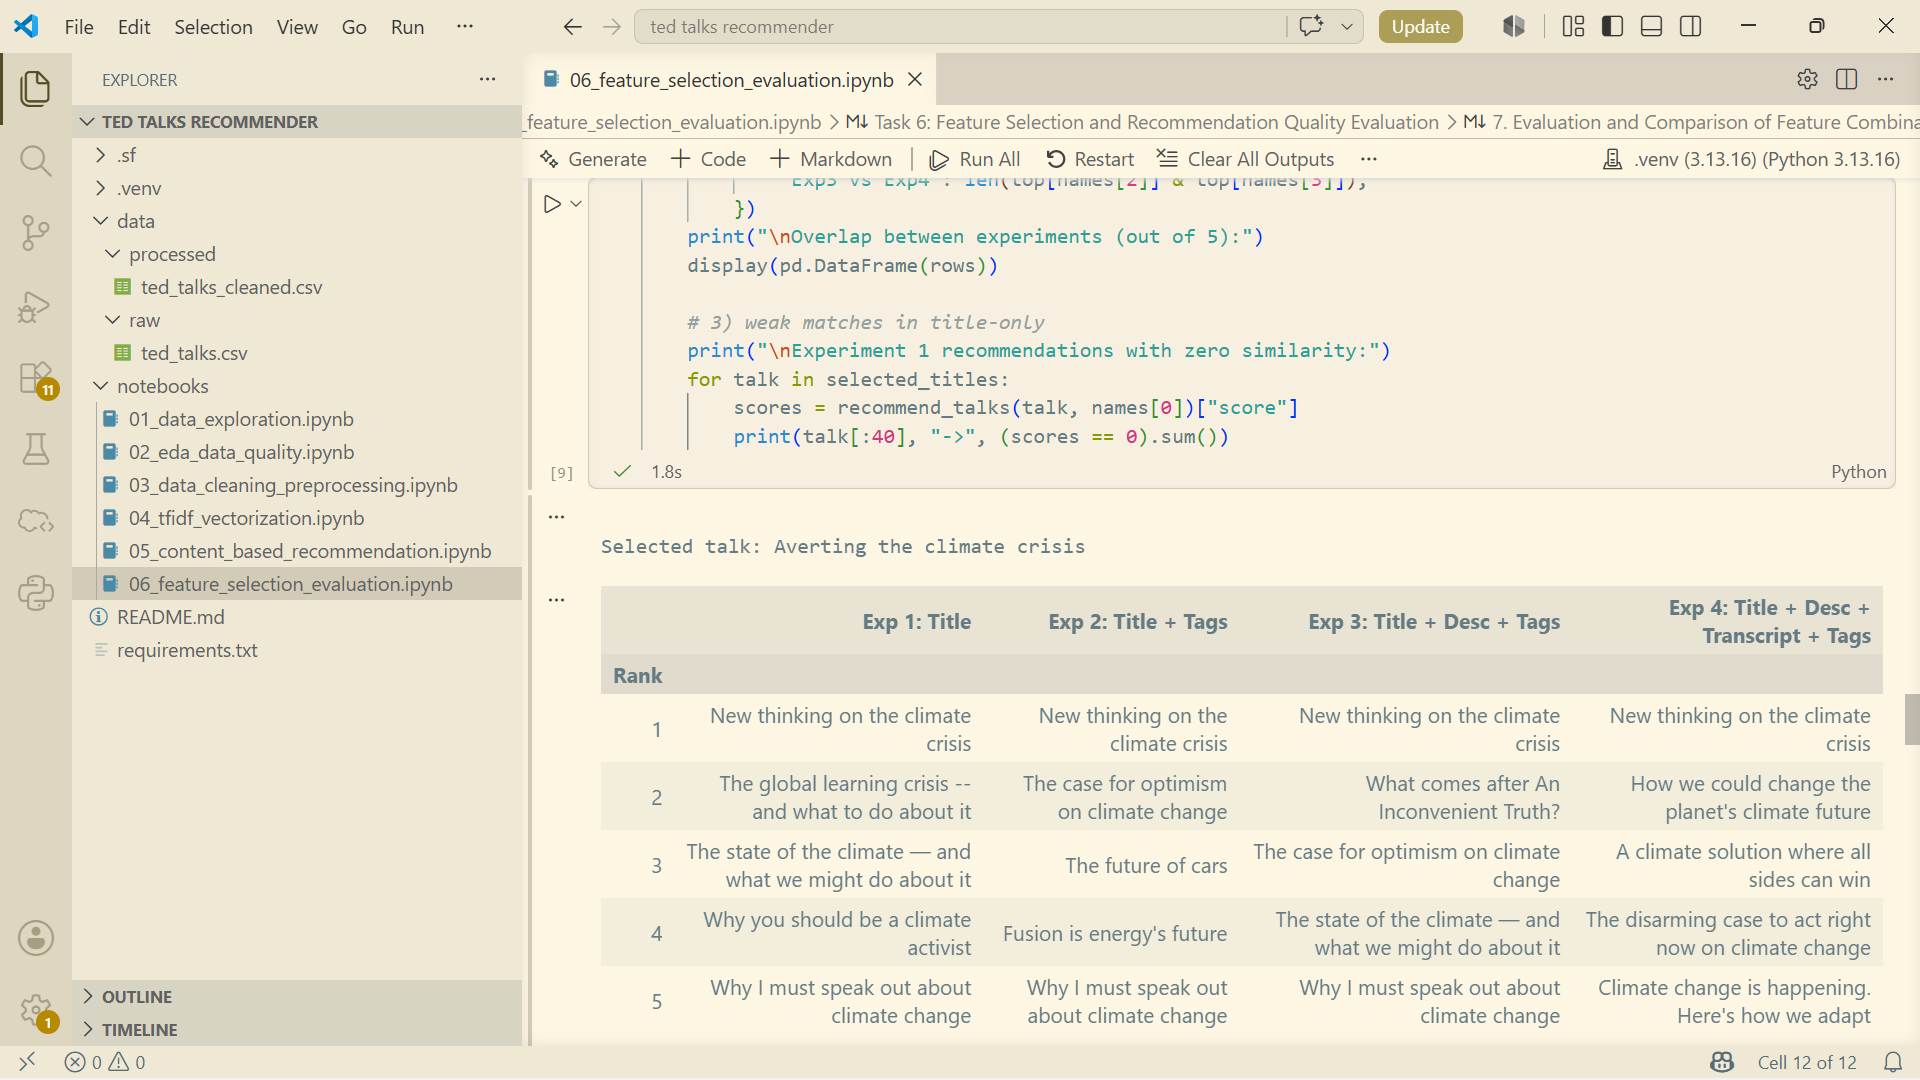 File Edit Selection View Go Run ···
ted talks recommender
Update
EXPLORER
TED TALKS RECOMMENDER
.sf
.venv
data
processed
ted_talks_cleaned.csv
raw
ted_talks.csv
notebooks
01_data_exploration.ipynb
02_eda_data_quality.ipynb
03_data_cleaning_preprocessing.ipynb
04_tfidf_vectorization.ipynb
05_content_based_recommendation.ipynb
06_feature_selection_evaluation.ipynb
README.md
requirements.txt
OUTLINE
TIMELINE
11
1
06_feature_selection_evaluation.ipynb
_feature_selection_evaluation.ipynb > M↓ Task 6: Feature Selection and Recommendation Quality Evaluation > M↓ 7. Evaluation and Comparison of Feature Combina
Generate + Code + Markdown | Run All Restart Clear All Outputs ··· .venv (3.13.16) (Python 3.13.16)
"Exp3 vs Exp4": len(top[names[2]] & top[names[3]]),
})
print("\nOverlap between experiments (out of 5):")
display(pd.DataFrame(rows))
# 3) weak matches in title-only
print("\nExperiment 1 recommendations with zero similarity:")
for talk in selected_titles:
scores = recommend_talks(talk, names[0])["score"]
print(talk[:40], "->", (scores == 0).sum())
[9] 1.8s Python
Selected talk: Averting the climate crisis
Exp 1: Title Exp 2: Title + Tags Exp 3: Title + Desc + Tags Exp 4: Title + Desc +
Transcript + Tags
Rank
1 New thinking on the climate New thinking on the New thinking on the climate New thinking on the climate
crisis climate crisis crisis crisis
2 The global learning crisis -- The case for optimism What comes after An How we could change the
and what to do about it on climate change Inconvenient Truth? planet's climate future
3 The state of the climate — and The future of cars The case for optimism on climate A climate solution where all
what we might do about it change sides can win
4 Why you should be a climate Fusion is energy's future The state of the climate — and The disarming case to act right
activist what we might do about it now on climate change
5 Why I must speak out about Why I must speak out Why I must speak out about Climate change is happening.
climate change about climate change climate change Here's how we adapt
0 0 Cell 12 of 12